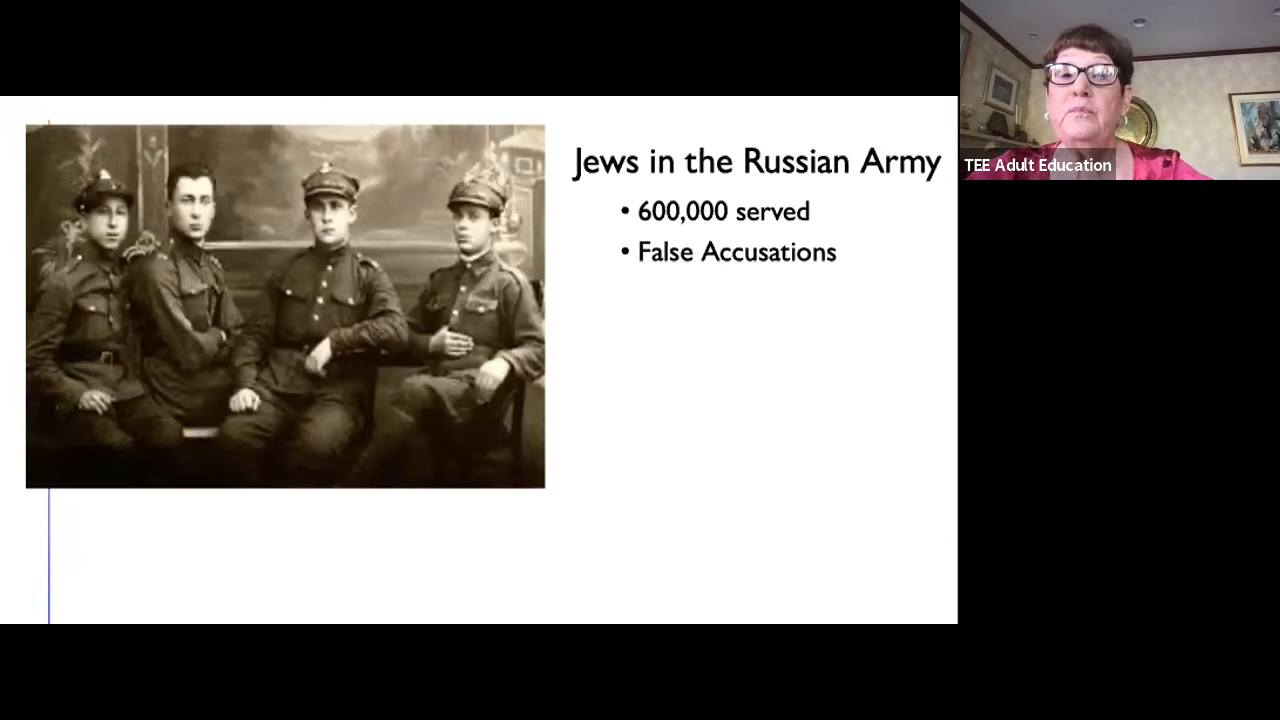 Jews in the Russian Army
• 600,000 served
• False Accusations
TEE Adult Education